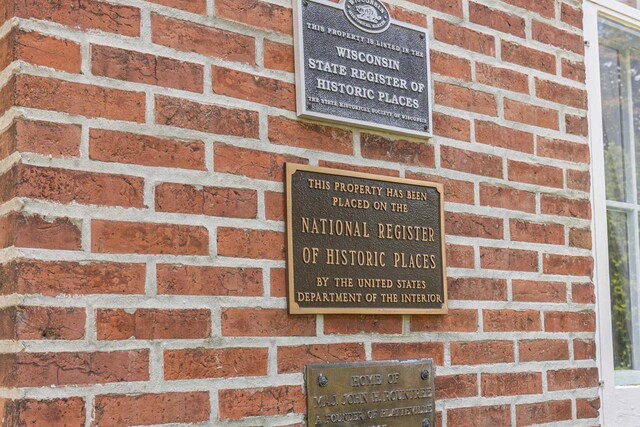 THIS PROPERTY IS LISTED IN THE
WISCONSIN
STATE REGISTER OF
HISTORIC PLACES
THE STATE HISTORICAL SOCIETY OF WISCONSIN
THIS PROPERTY HAS BEEN
PLACED ON THE
NATIONAL REGISTER
OF HISTORIC PLACES
BY THE UNITED STATES
DEPARTMENT OF THE INTERIOR
HOME OF
MAJ. JOHN H. ROUNTREE
A FOUNDER OF PLATTEVILLE